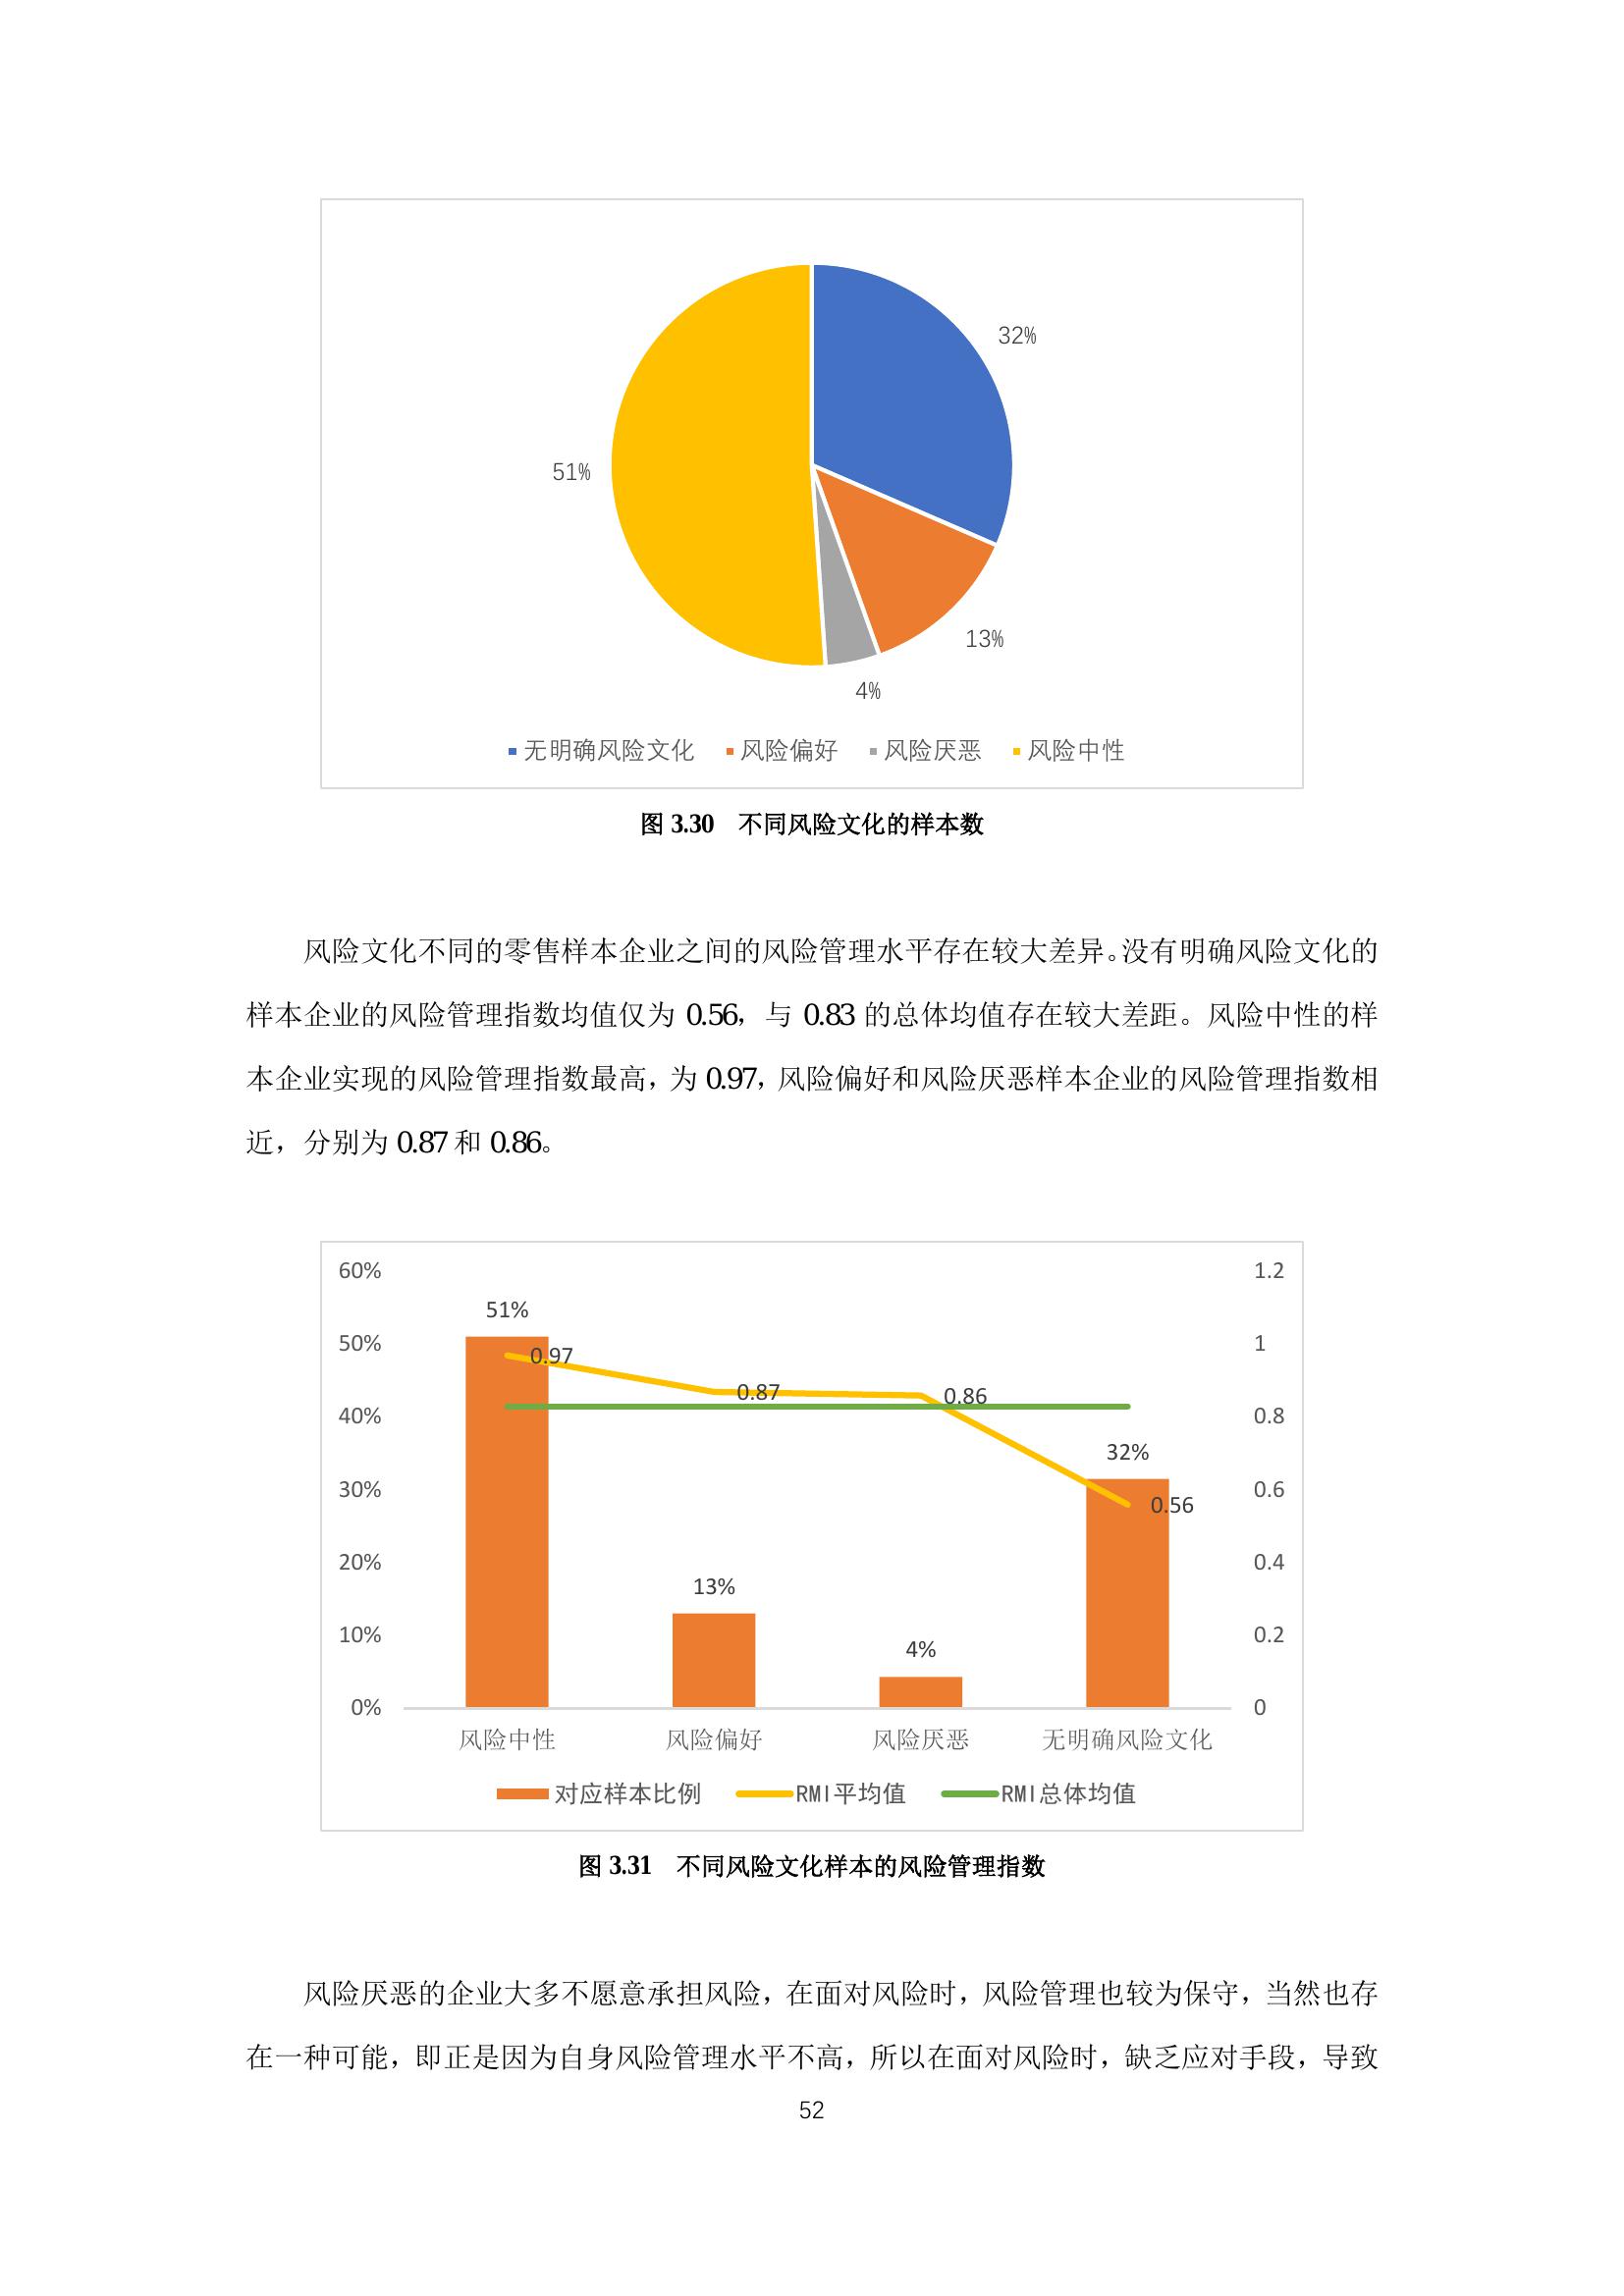 32%
51%
13%
4%
无明确风险文化 风险偏好 风险厌恶 风险中性
图 3.30 不同风险文化的样本数
风险文化不同的零售样本企业之间的风险管理水平存在较大差异。没有明确风险文化的
样本企业的风险管理指数均值仅为 0.56，与 0.83 的总体均值存在较大差距。风险中性的样
本企业实现的风险管理指数最高，为 0.97，风险偏好和风险厌恶样本企业的风险管理指数相
近，分别为 0.87 和 0.86。
60% 1.2
51%
50% 1
0.97
0.87 0.86
40% 0.8
32%
30% 0.6
0.56
20% 0.4
13%
10% 0.2
4%
0% 0
风险中性 风险偏好 风险厌恶 无明确风险文化
对应样本比例 RMI平均值 RMI总体均值
图 3.31 不同风险文化样本的风险管理指数
风险厌恶的企业大多不愿意承担风险，在面对风险时，风险管理也较为保守，当然也存
在一种可能，即正是因为自身风险管理水平不高，所以在面对风险时，缺乏应对手段，导致
52